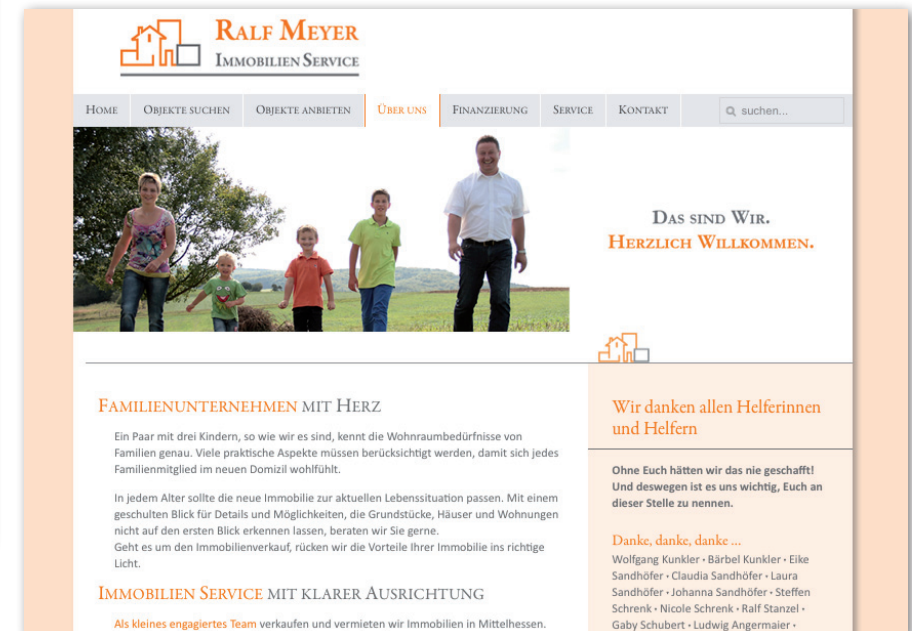 Ralf Meyer
Immobilien Service
Home Objekte suchen Objekte anbieten Über uns Finanzierung Service Kontakt suchen...
Das sind Wir.
Herzlich Willkommen.
Familienunternehmen mit Herz
Ein Paar mit drei Kindern, so wie wir es sind, kennt die Wohnraumbedürfnisse von
Familien genau. Viele praktische Aspekte müssen berücksichtigt werden, damit sich jedes
Familienmitglied im neuen Domizil wohlfühlt.
In jedem Alter sollte die neue Immobilie zur aktuellen Lebenssituation passen. Mit einem
geschulten Blick für Details und Möglichkeiten, die Grundstücke, Häuser und Wohnungen
nicht auf den ersten Blick erkennen lassen, beraten wir Sie gerne.
Geht es um den Immobilienverkauf, rücken wir die Vorteile Ihrer Immobilie ins richtige
Licht.
Immobilien Service mit klarer Ausrichtung
Als kleines engagiertes Team verkaufen und vermieten wir Immobilien in Mittelhessen.
Wir danken allen Helferinnen
und Helfern
Ohne Euch hätten wir das nie geschafft!
Und deswegen ist es uns wichtig, Euch an
dieser Stelle zu nennen.
Danke, danke, danke ...
Wolfgang Kunkler • Bärbel Kunkler • Eike
Sandhöfer • Claudia Sandhöfer • Laura
Sandhöfer • Johanna Sandhöfer • Steffen
Schrenk • Nicole Schrenk • Ralf Stanzel •
Gaby Schubert • Ludwig Angermaier •